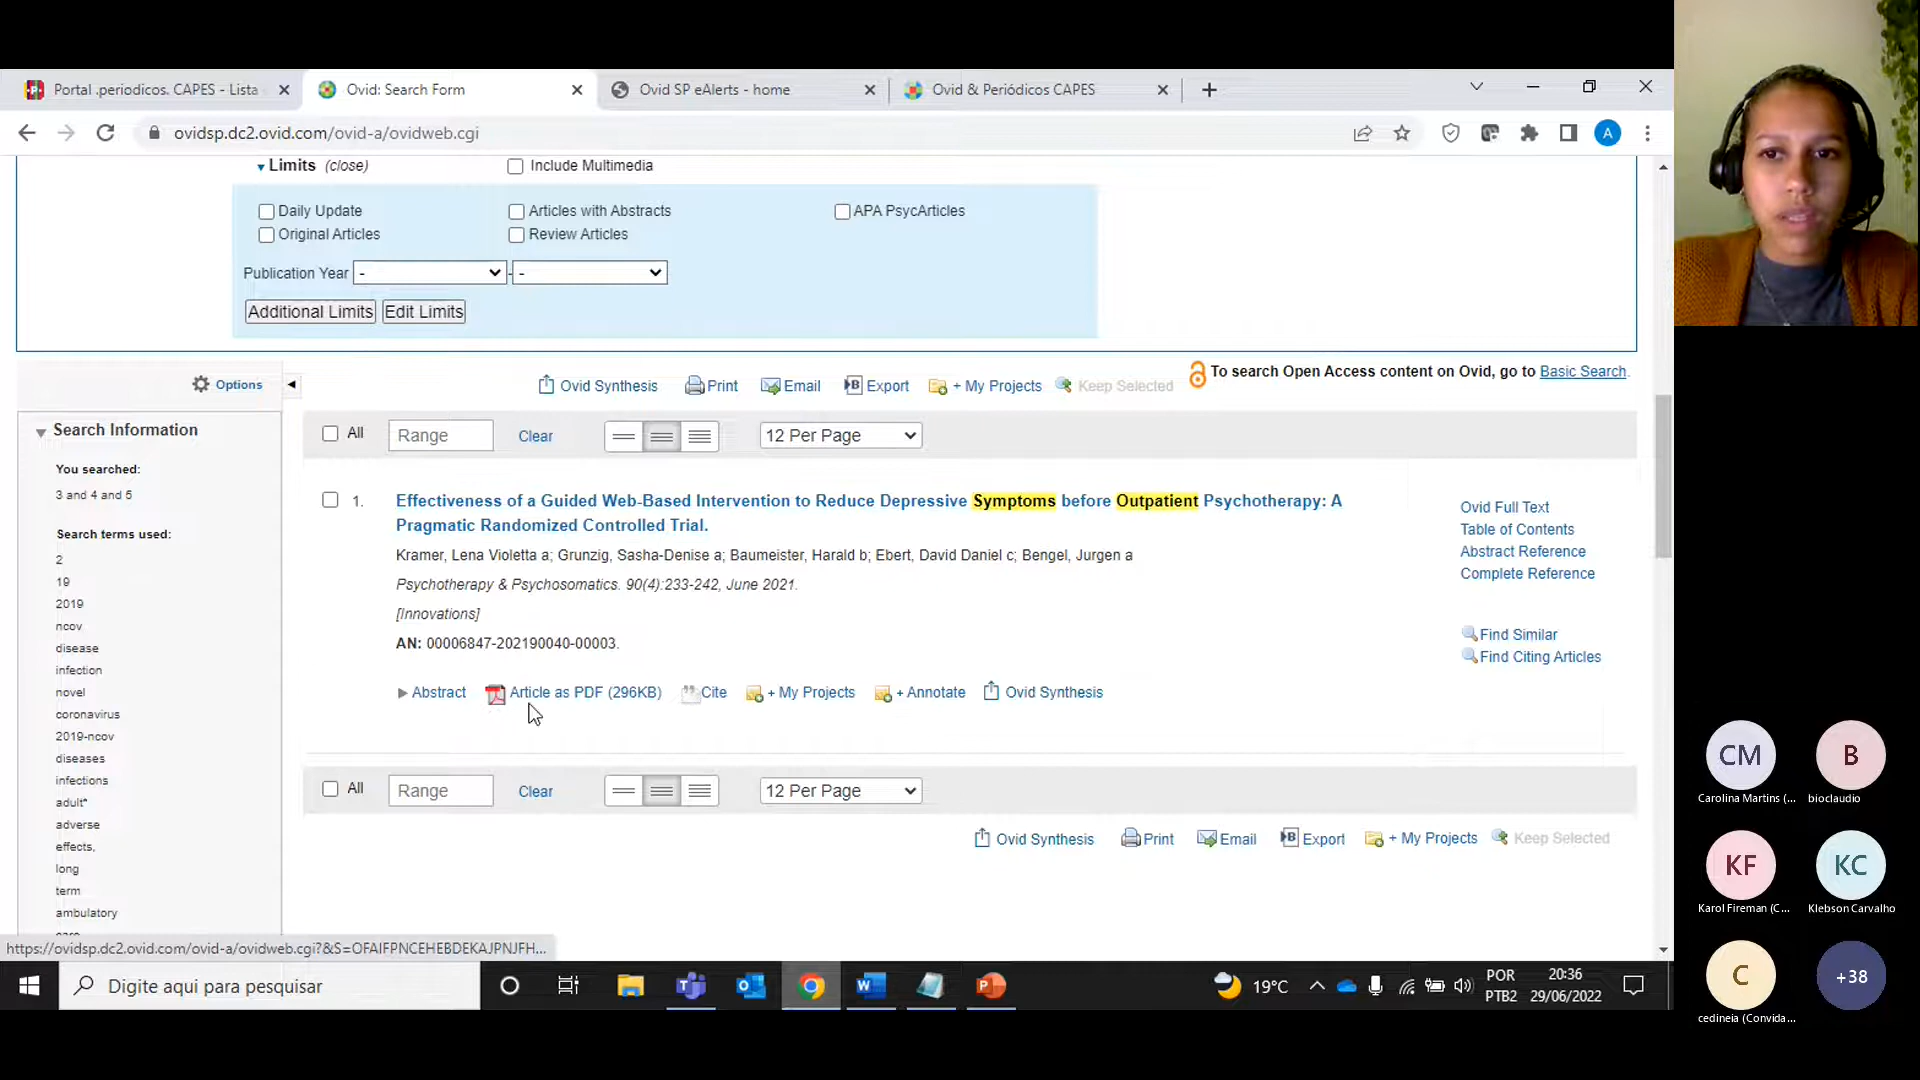 Portal .periodicos. CAPES - Lista
Ovid: Search Form
Ovid SP eAlerts - home
Ovid & Periódicos CAPES
ovidsp.dc2.ovid.com/ovid-a/ovidweb.cgi
A
Limits (close)
Include Multimedia
Daily Update
Articles with Abstracts
APA PsycArticles
Original Articles
Review Articles
Publication Year - - -
Additional Limits Edit Limits
Options
Ovid Synthesis Print Email Export + My Projects Keep Selected
To search Open Access content on Ovid, go to Basic Search.
Search Information
You searched:
3 and 4 and 5
Search terms used:
2
19
2019
ncov
disease
infection
novel
coronavirus
2019-ncov
diseases
infections
adult*
adverse
effects,
long
term
ambulatory
All Range Clear 12 Per Page
1. Effectiveness of a Guided Web-Based Intervention to Reduce Depressive Symptoms before Outpatient Psychotherapy: A
Pragmatic Randomized Controlled Trial.
Kramer, Lena Violetta a; Grunzig, Sasha-Denise a; Baumeister, Harald b; Ebert, David Daniel c; Bengel, Jurgen a
Psychotherapy & Psychosomatics. 90(4):233-242, June 2021.
[Innovations]
AN: 00006847-202190040-00003.
Abstract Article as PDF (296KB) Cite + My Projects + Annotate Ovid Synthesis
Ovid Full Text
Table of Contents
Abstract Reference
Complete Reference
Find Similar
Find Citing Articles
All Range Clear 12 Per Page
Ovid Synthesis Print Email Export + My Projects Keep Selected
https://ovidsp.dc2.ovid.com/ovid-a/ovidweb.cgi?&S=OFAIFPNCEHEBDEKAJPNJFH...
Digite aqui para pesquisar
19°C
POR
PTB2
20:36
29/06/2022
CM
Carolina Martins (...
B
bioclaudio
KF
Karol Fireman (C...
KC
Klebson Carvalho
C
cedineia (Convida...
+38